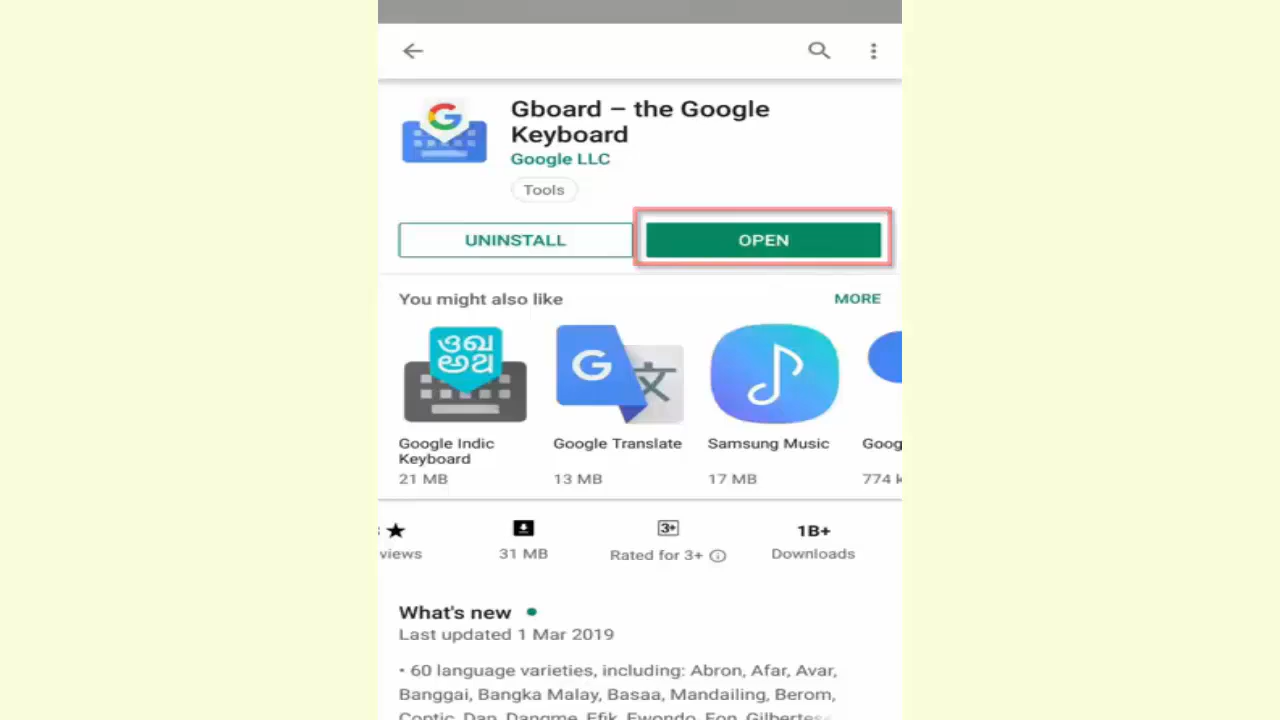 Gboard – the Google
Keyboard
Google LLC
Tools
UNINSTALL
OPEN
You might also like
MORE
ଓଖ
അഥ
G
文
Google Indic
Keyboard
21 MB
Google Translate
13 MB
Samsung Music
17 MB
Goog
774 k
views
31 MB
3+
Rated for 3+
1B+
Downloads
What's new
Last updated 1 Mar 2019
• 60 language varieties, including: Abron, Afar, Avar,
Banggai, Bangka Malay, Basaa, Mandailing, Berom,
Coptic, Dan, Dangme, Efik, Ewondo, Fon, Gilbertese